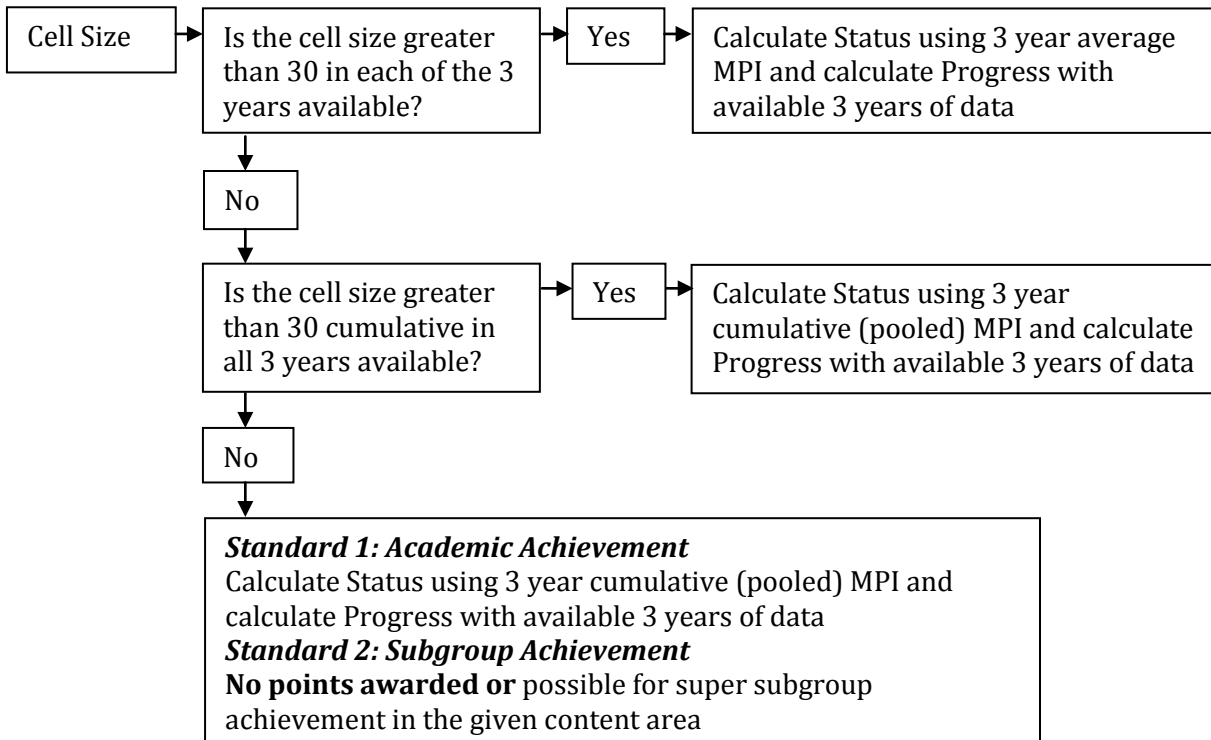 Cell Size
Is the cell size greater
than 30 in each of the 3
years available?
Yes
Calculate Status using 3 year average
MPI and calculate Progress with
available 3 years of data
No
Is the cell size greater
than 30 cumulative in
all 3 years available?
Yes
Calculate Status using 3 year
cumulative (pooled) MPI and calculate
Progress with available 3 years of data
No
Standard 1: Academic Achievement
Calculate Status using 3 year cumulative (pooled) MPI and
calculate Progress with available 3 years of data
Standard 2: Subgroup Achievement
No points awarded or possible for super subgroup
achievement in the given content area